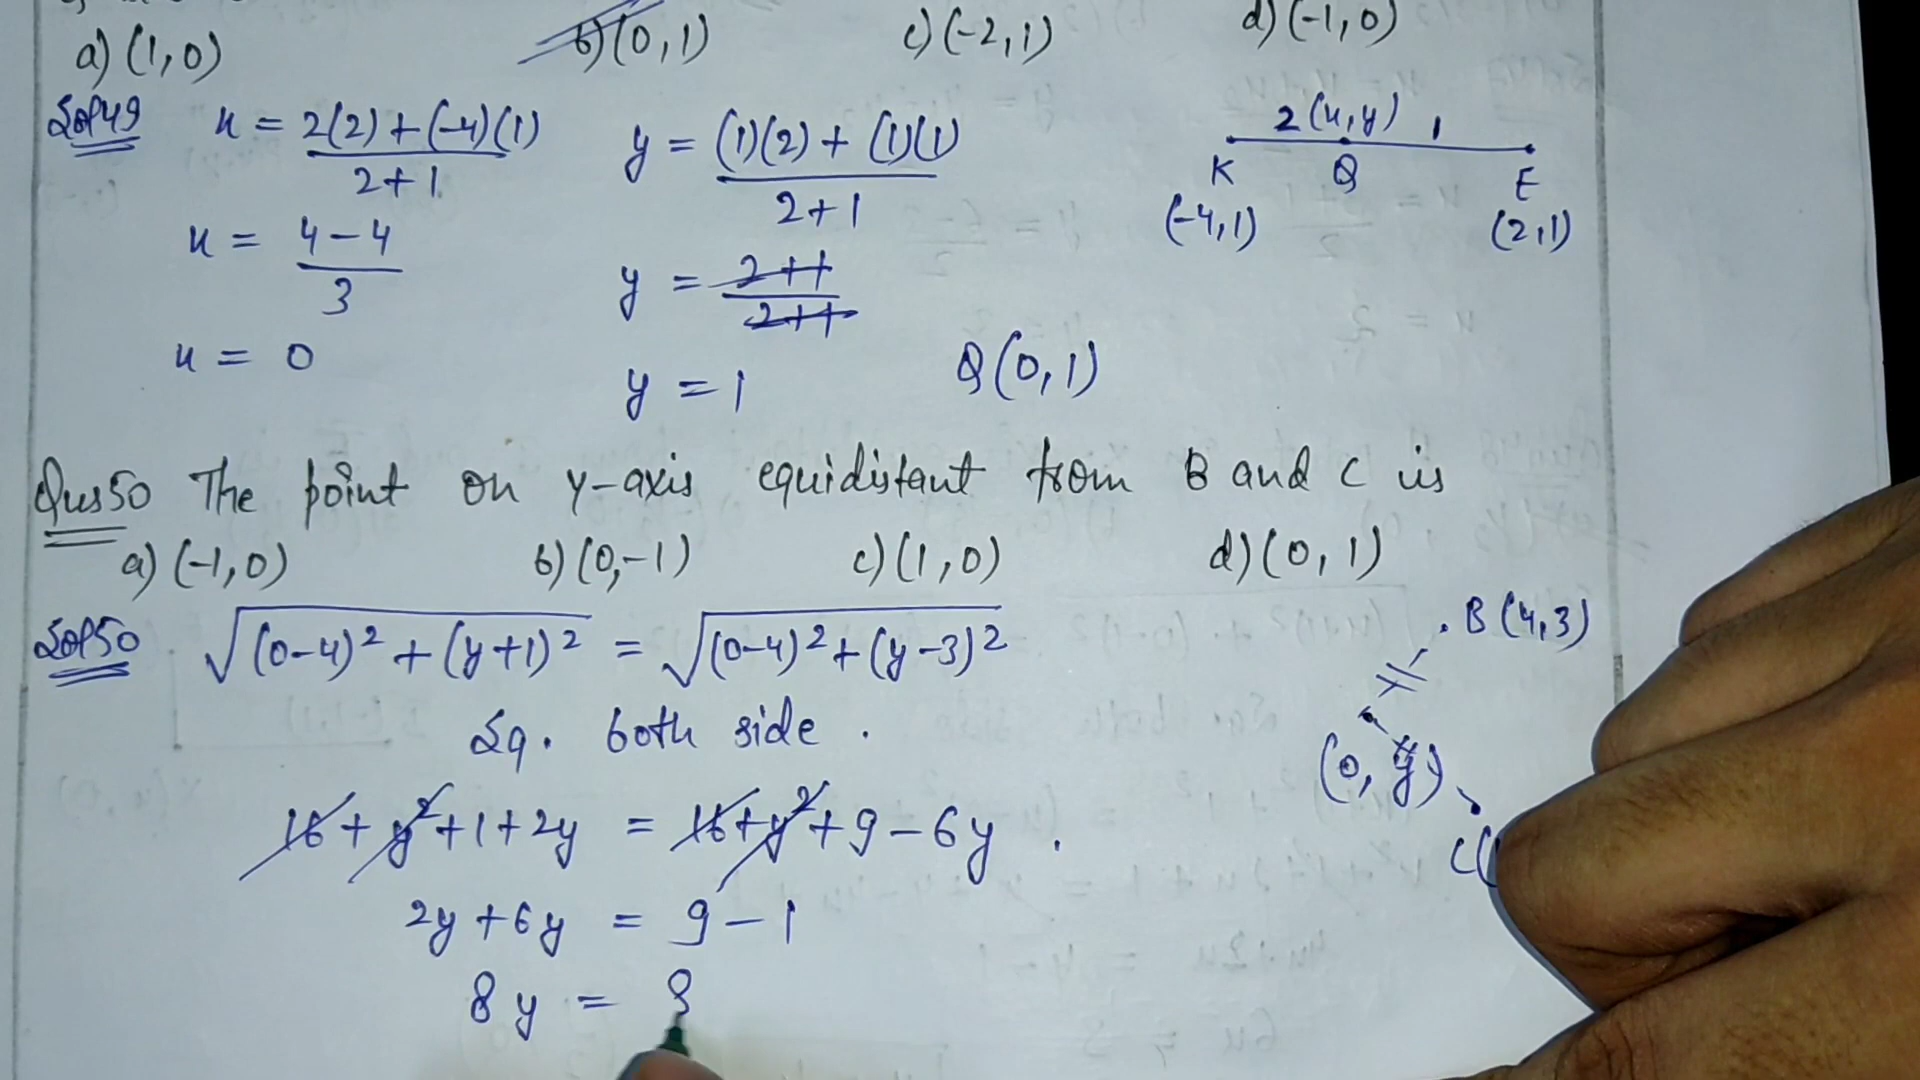 a) (1,0) b) (0,1) c) (-2,1) d) (-1,0)
Sol49 x = 2(2)+(-4)(1) / 2+1 y = (1)(2) + (1)(1) / 2+1
2 (x,y) 1
K Q E
(-4,1) (2,1)
x = 4-4 / 3 y = 2+1 / 2+1
x = 0 y = 1 Q(0,1)
Qus50 The point on y-axis equidistant from B and C is
a) (-1,0) b) (0,-1) c) (1,0) d) (0,1)
Sol50 √(0-4)² + (y+1)² = √(0-4)² + (y-3)²
. B (4,3)
Sq. both side .
(0, y)
16 + y² + 1 + 2y = 16 + y² + 9 - 6y .
C(
2y + 6y = 9 - 1
8y = 8